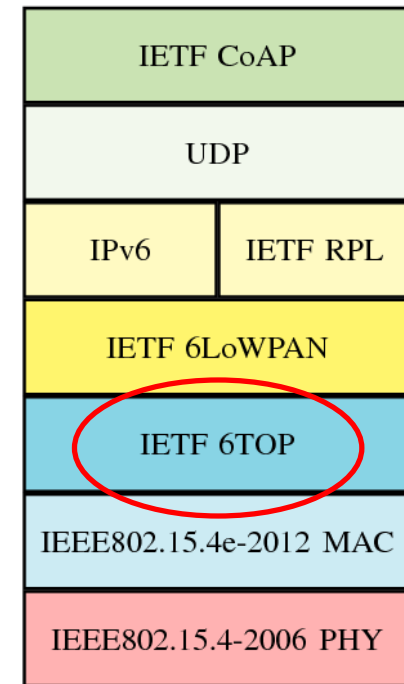 IETF CoAP
UDP
IPv6 IETF RPL
IETF 6LoWPAN
IETF 6TOP
IEEE802.15.4e-2012 MAC
IEEE802.15.4-2006 PHY